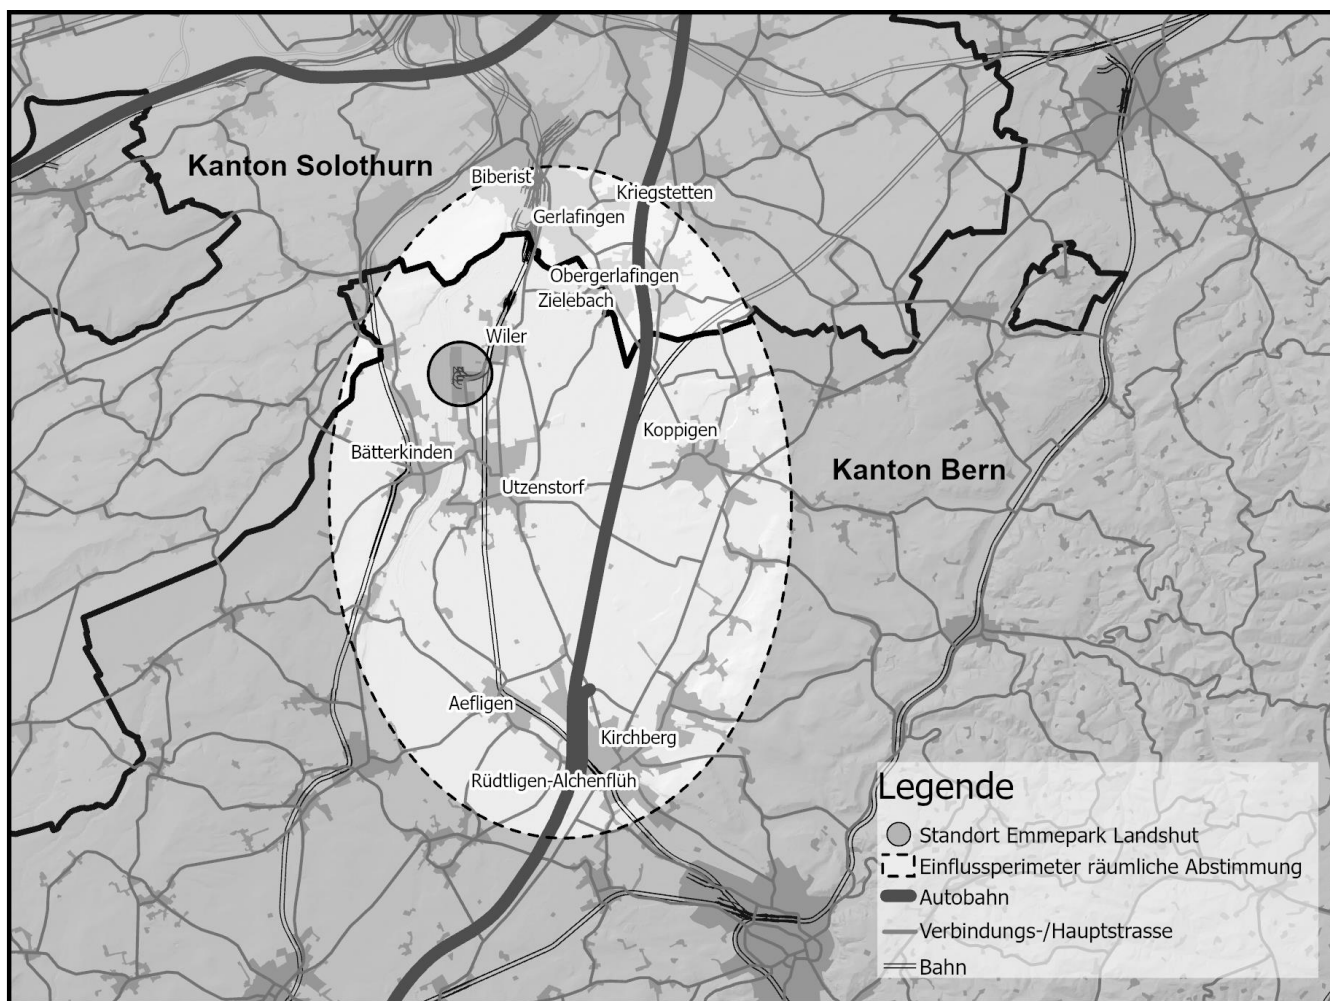 Kanton Solothurn
Biberist
Kriegstetten
Gerlafingen
Obergerlafingen
Zielebach
Wiler
Koppigen
Bätterkinden
Kanton Bern
Utzenstorf
Aefligen
Kirchberg
Rüdtligen-Alchenflüh
Legende
Standort Emmepark Landshut
Einflussperimeter räumliche Abstimmung
Autobahn
Verbindungs-/Hauptstrasse
Bahn